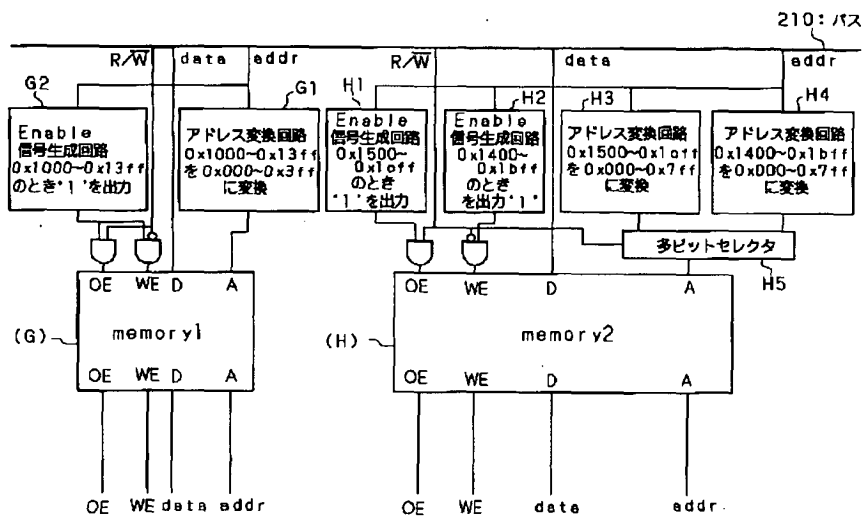 210:バス
R/W
data
addr
R/W
data
addr
G2
G1
H1
H2
H3
H4
Enable
信号生成回路
0x1000~0x13ff
のとき"1"を出力
アドレス変換回路
0x1000~0x13ff
を0x000~0x3ff
に変換
Enable
信号生成回路
0x1500~
0x1cff
のとき
"1"を出力
Enable
信号生成回路
0x1400~
0x1bff
のとき
を出力"1"
アドレス変換回路
0x1500~0x1cff
を0x000~0x7ff
に変換
アドレス変換回路
0x1400~0x1bff
を0x000~0x7ff
に変換
多ビットセレクタ
H5
OE WE D A
(G)
memory1
OE WE D A
OE WE data addr
OE WE D A
(H)
memory2
OE WE D A
OE WE data addr